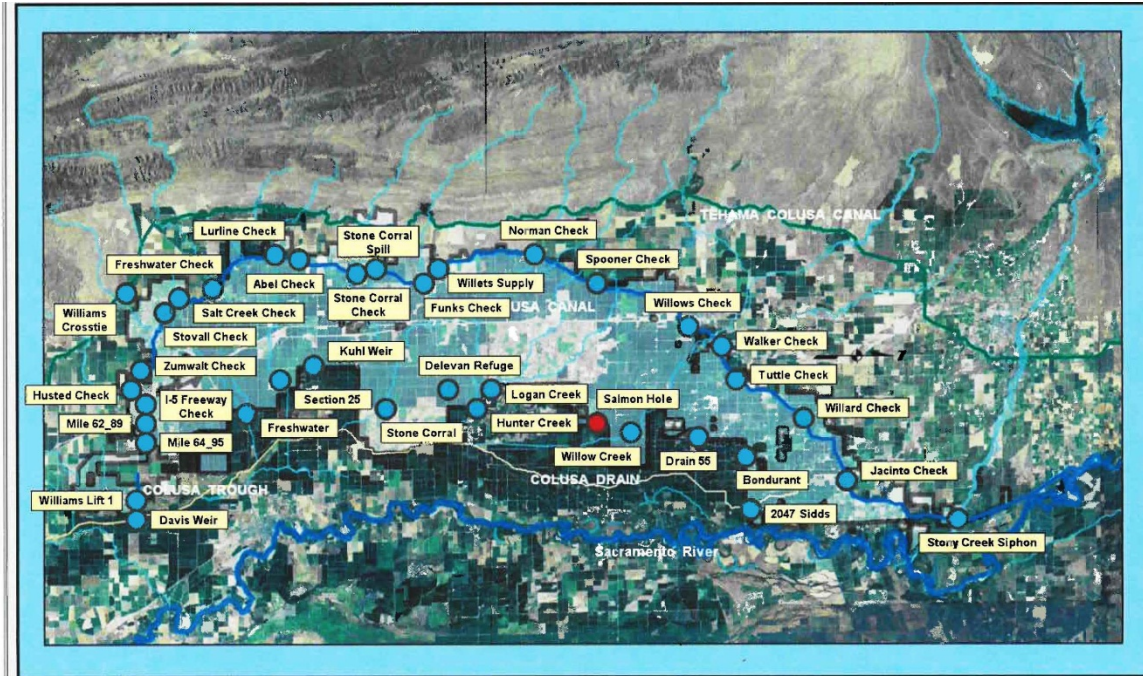 TEHAMA COLUSA CANAL
Lurline Check
Stone Corral
Spill
Norman Check
Freshwater Check
Abel Check
Stone Corral
Check
Willets Supply
Spooner Check
Williams
Crosstie
Salt Creek Check
Funks Check
USA CANAL
Willows Check
Stovall Check
Walker Check
Zumwalt Check
Kuhl Weir
Tuttle Check
Husted Check
I-5 Freeway
Check
Section 25
Delevan Refuge
Logan Creek
Salmon Hole
Willard Check
Mile 62_89
Freshwater
Stone Corral
Hunter Creek
Mile 64_95
Willow Creek
Drain 55
Jacinto Check
Bondurant
COLUSA DRAIN
COLUSA TROUGH
Williams Lift 1
Davis Weir
2047 Sidds
Stony Creek Siphon
Sacramento River